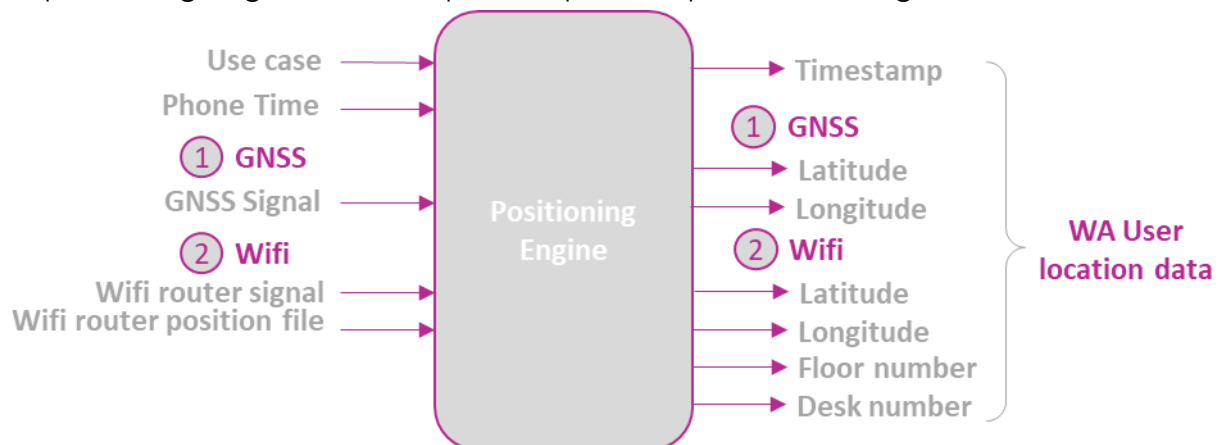 Use case
Phone Time
1 GNSS
GNSS Signal
2 Wifi
Wifi router signal
Wifi router position file
Positioning
Engine
Timestamp
1 GNSS
Latitude
Longitude
2 Wifi
Latitude
Longitude
Floor number
Desk number
WA User
location data